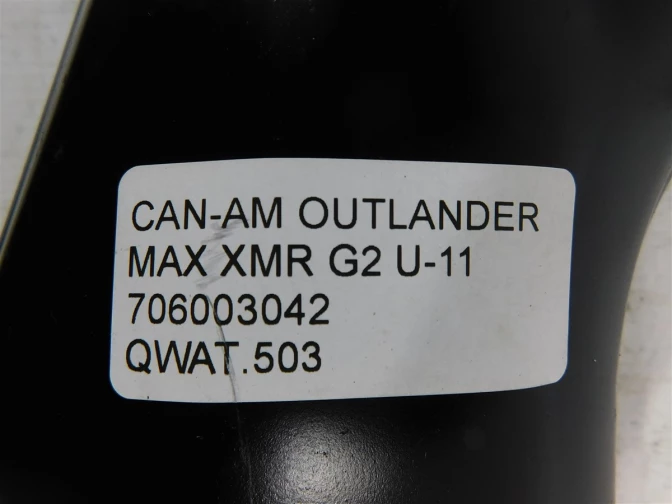 CAN-AM OUTLANDER
MAX XMR G2 U-11
706003042
QWAT.503